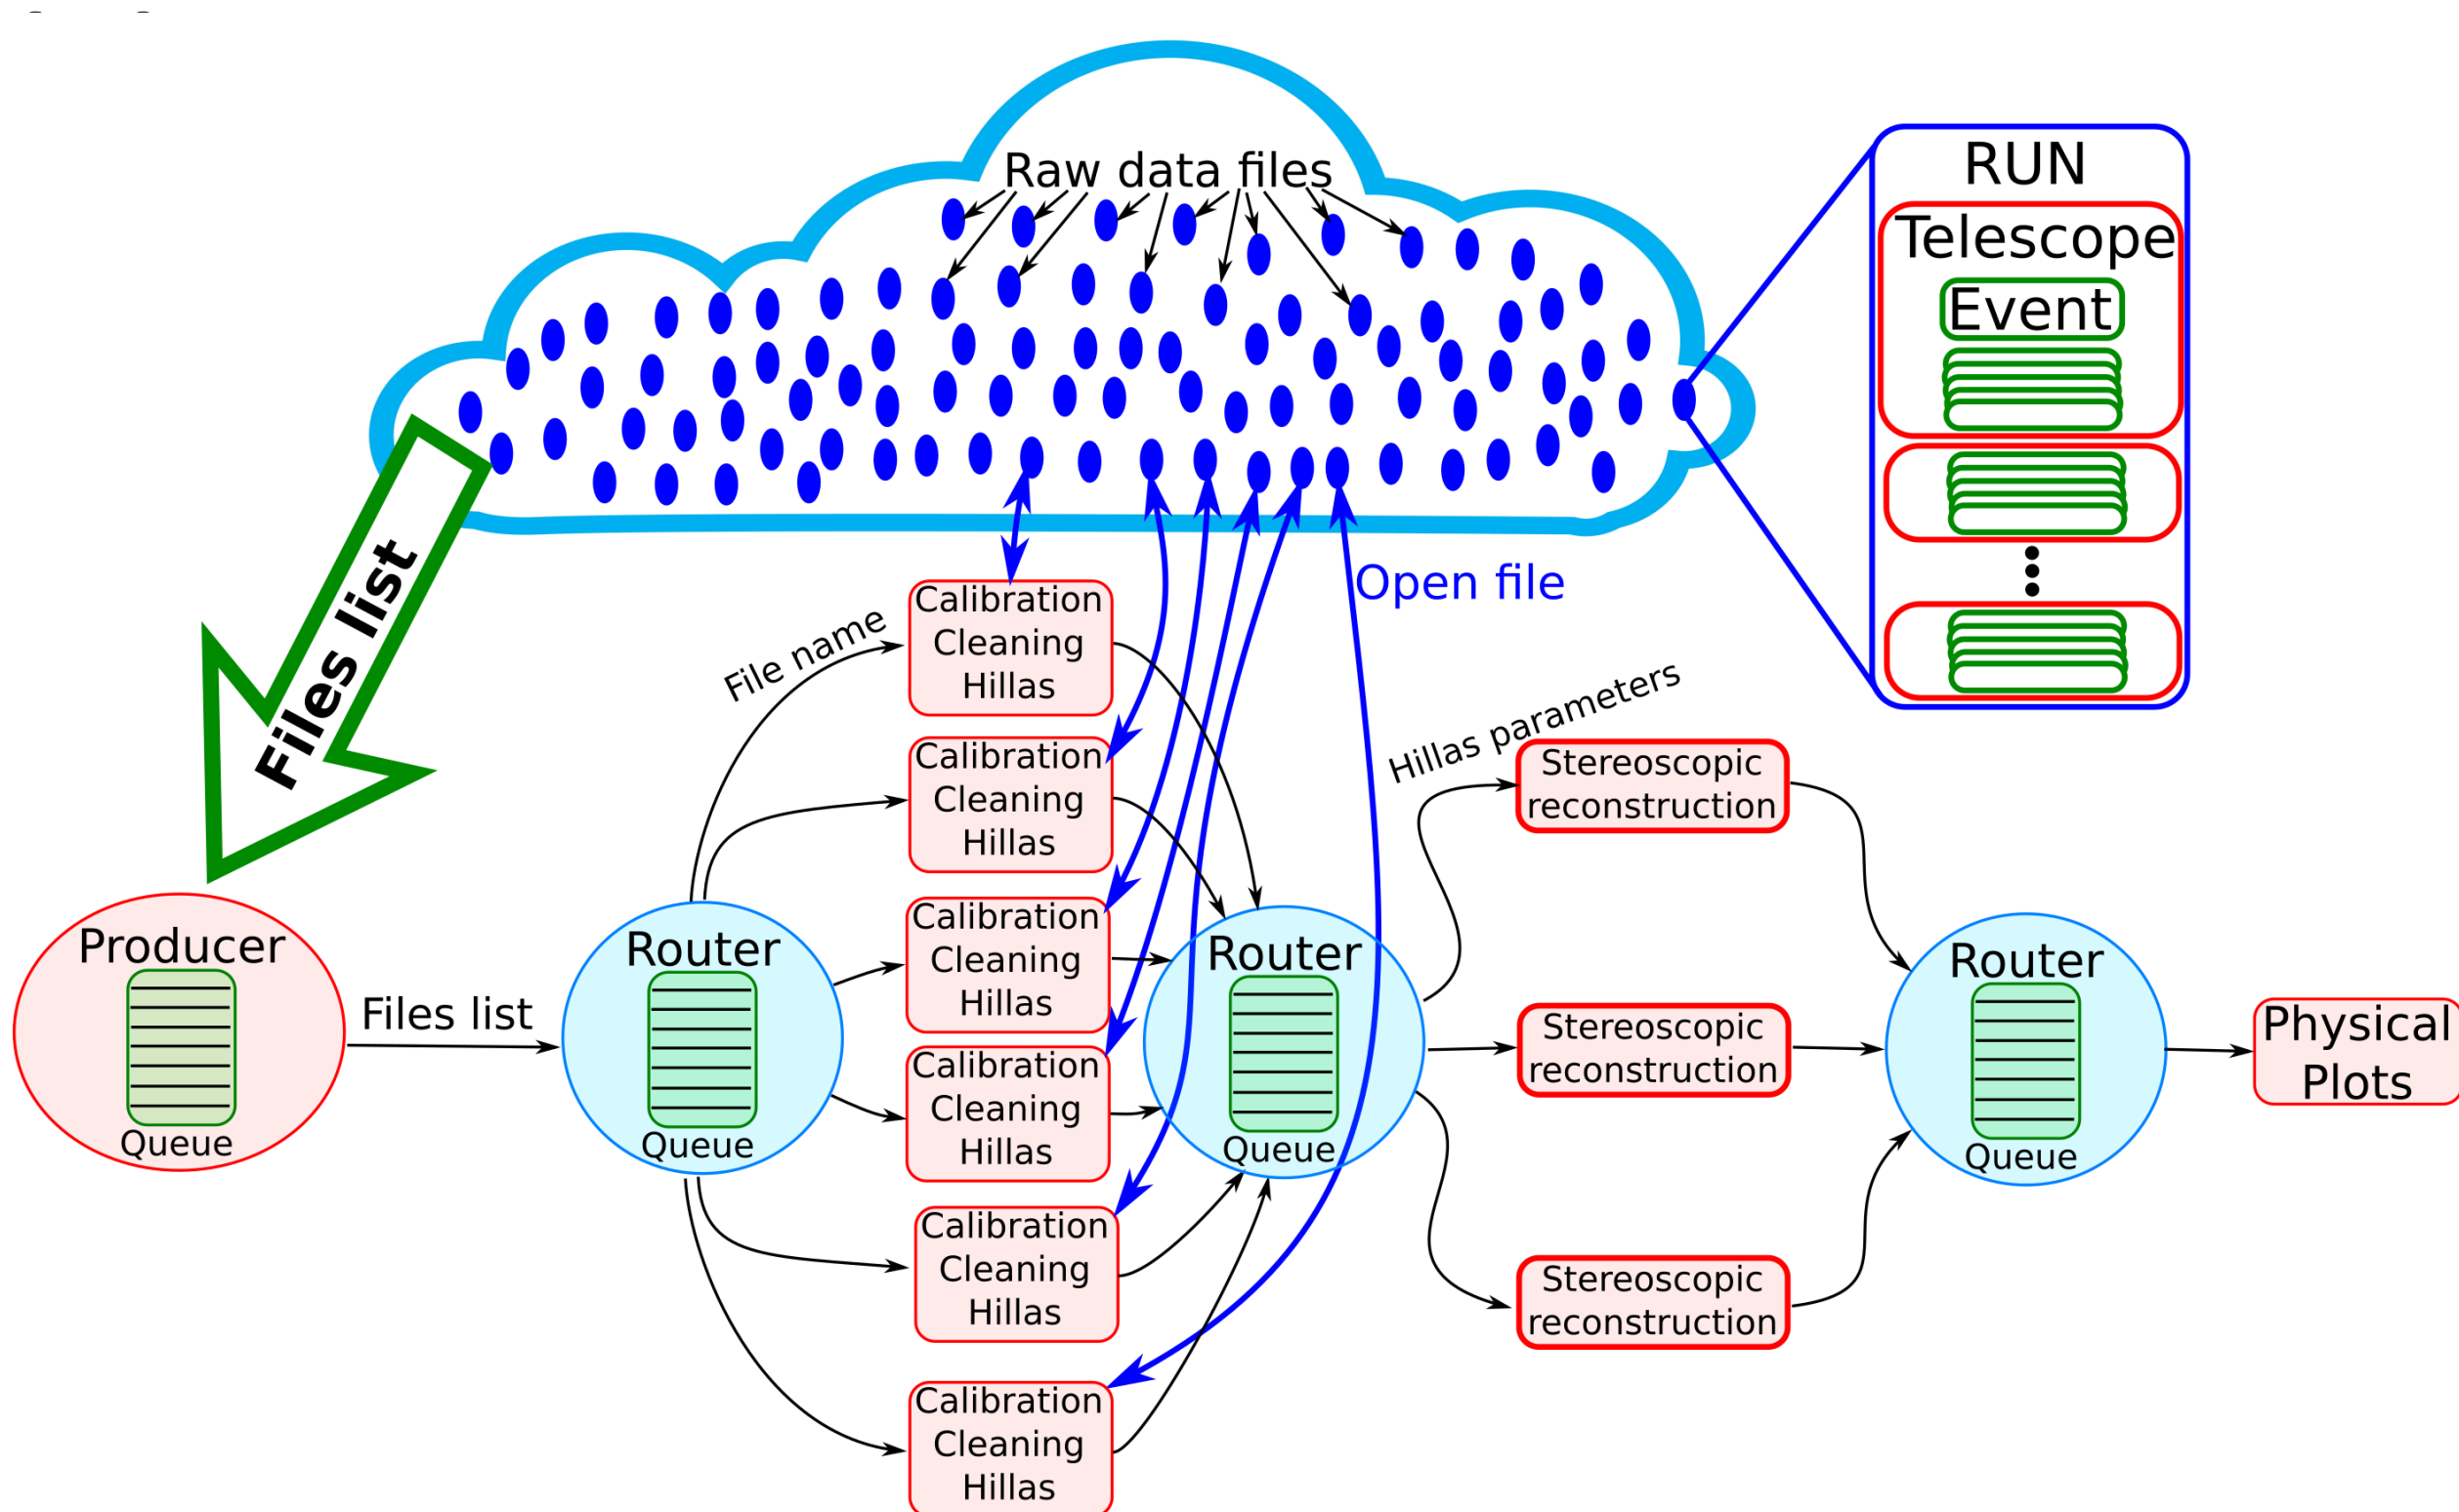 Raw data files
RUN
Telescope
Event
Files list
Open file
File name
Calibration
Cleaning
Hillas
Calibration
Cleaning
Hillas
Calibration
Cleaning
Hillas
Calibration
Cleaning
Hillas
Calibration
Cleaning
Hillas
Calibration
Cleaning
Hillas
Hillas parameters
Stereoscopic
reconstruction
Stereoscopic
reconstruction
Stereoscopic
reconstruction
Producer
Queue
Files list
Router
Queue
Router
Queue
Router
Queue
Physical
Plots